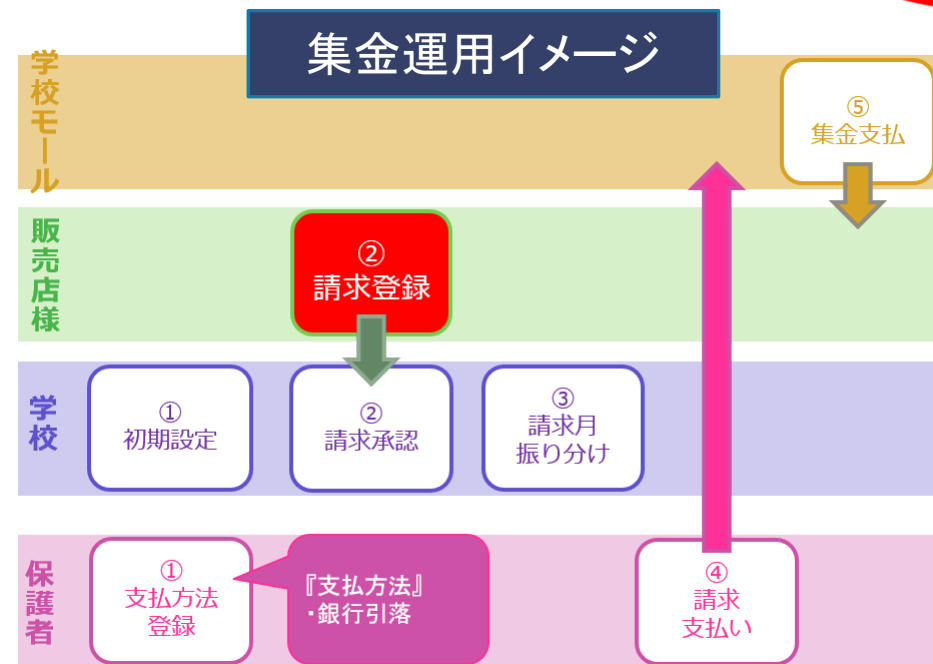 集金運用イメージ
学校モール
⑤
集金支払
販売店様
②
請求登録
学校
①
初期設定
②
請求承認
③
請求月
振り分け
保護者
①
支払方法
登録
『支払方法』
・銀行引落
④
請求
支払い